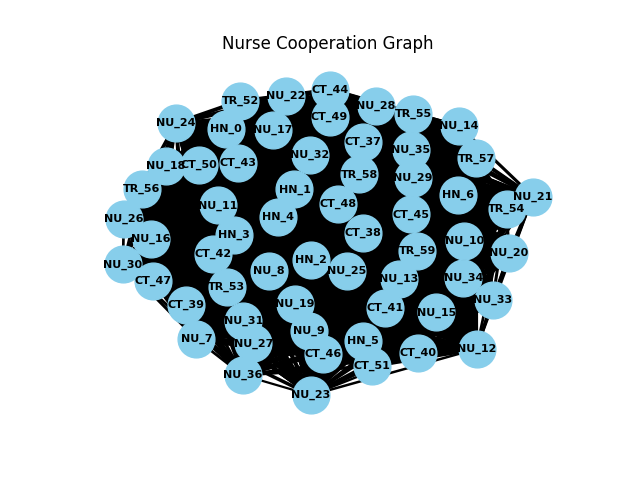 Nurse Cooperation Graph
CT_44
NU_22
TR_52
NU_28
TR_55
CT_49
NU_24
NU_14
HN_0
NU_17
CT_37
NU_35
NU_32
TR_57
CT_43
CT_50
NU_18
TR_58
NU_29
TR_56
HN_1
HN_6
NU_21
CT_48
NU_11
TR_54
CT_45
HN_4
NU_26
CT_38
HN_3
NU_16
NU_10
TR_59
NU_20
CT_42
HN_2
NU_30
NU_8
NU_25
NU_34
NU_13
CT_47
TR_53
NU_33
NU_19
CT_39
CT_41
NU_15
NU_31
NU_9
NU_7
HN_5
NU_27
NU_12
CT_40
CT_46
CT_51
NU_36
NU_23